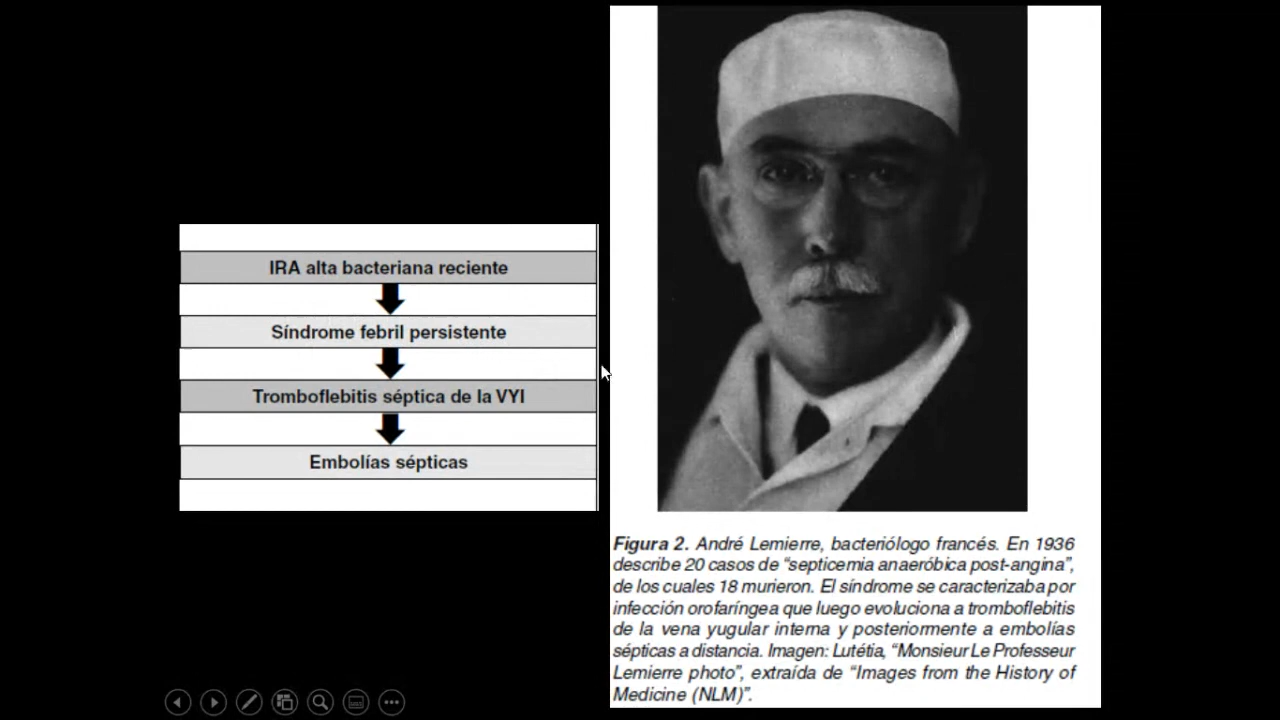 IRA alta bacteriana reciente
Síndrome febril persistente
Tromboflebitis séptica de la VYI
Embolías sépticas
Figura 2. André Lemierre, bacteriólogo francés. En 1936
describe 20 casos de “septicemia anaeróbica post-angina”,
de los cuales 18 murieron. El síndrome se caracterizaba por
infección orofaríngea que luego evoluciona a tromboflebitis
de la vena yugular interna y posteriormente a embolías
sépticas a distancia. Imagen: Lutétia, “Monsieur Le Professeur
Lemierre photo”, extraída de “Images from the History of
Medicine (NLM)”.